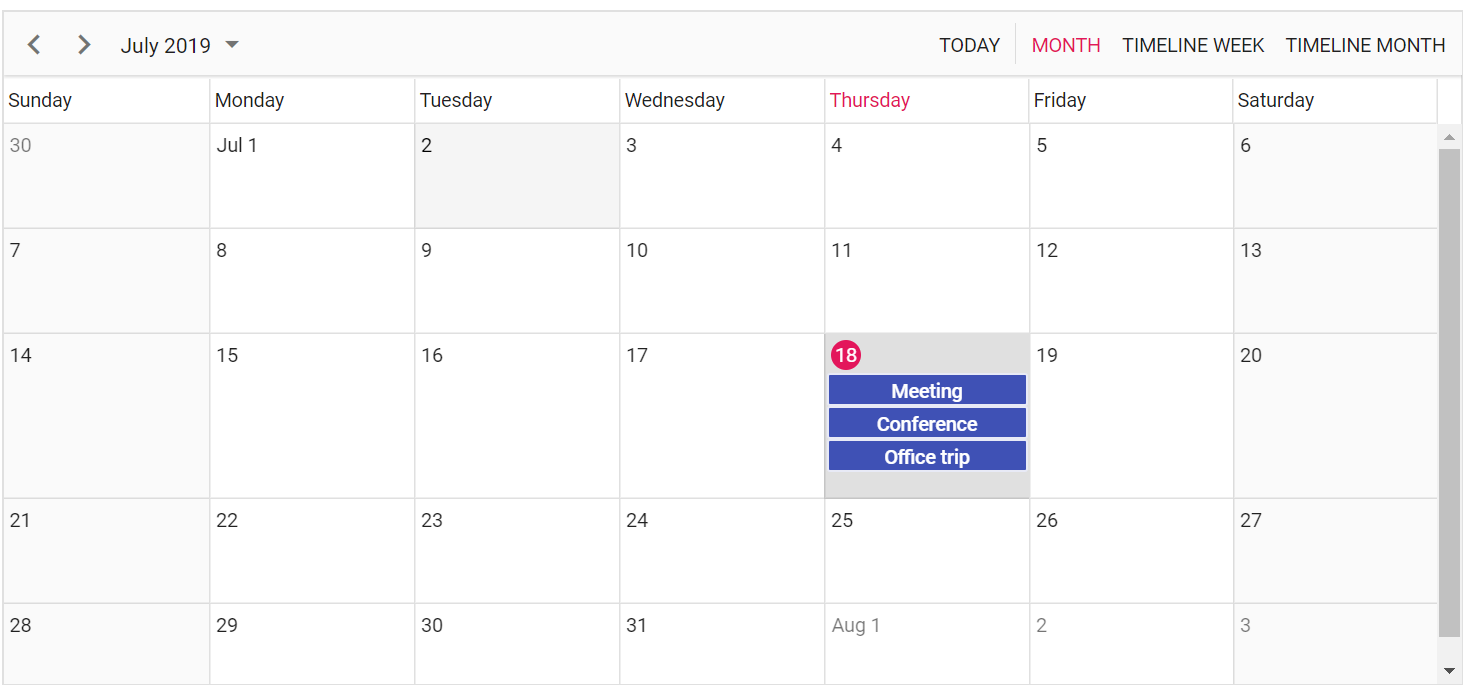 July 2019 TODAY MONTH TIMELINE WEEK TIMELINE MONTH
Sunday Monday Tuesday Wednesday Thursday Friday Saturday
30 Jul 1 2 3 4 5 6
7 8 9 10 11 12 13
14 15 16 17 18 19 20
Meeting
Conference
Office trip
21 22 23 24 25 26 27
28 29 30 31 Aug 1 2 3